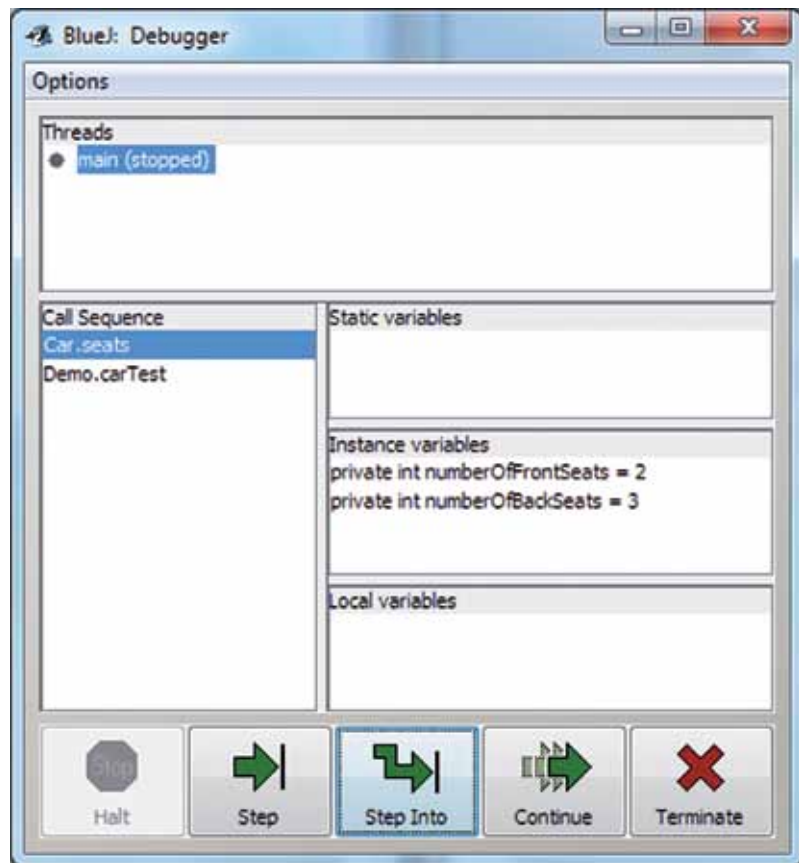 BlueJ: Debugger
Options
Threads
main (stopped)
Call Sequence
Car.seats
Demo.carTest
Static variables
Instance variables
private int numberOfFrontSeats = 2
private int numberOfBackSeats = 3
Local variables
Stop
Halt
Step
Step Into
Continue
Terminate